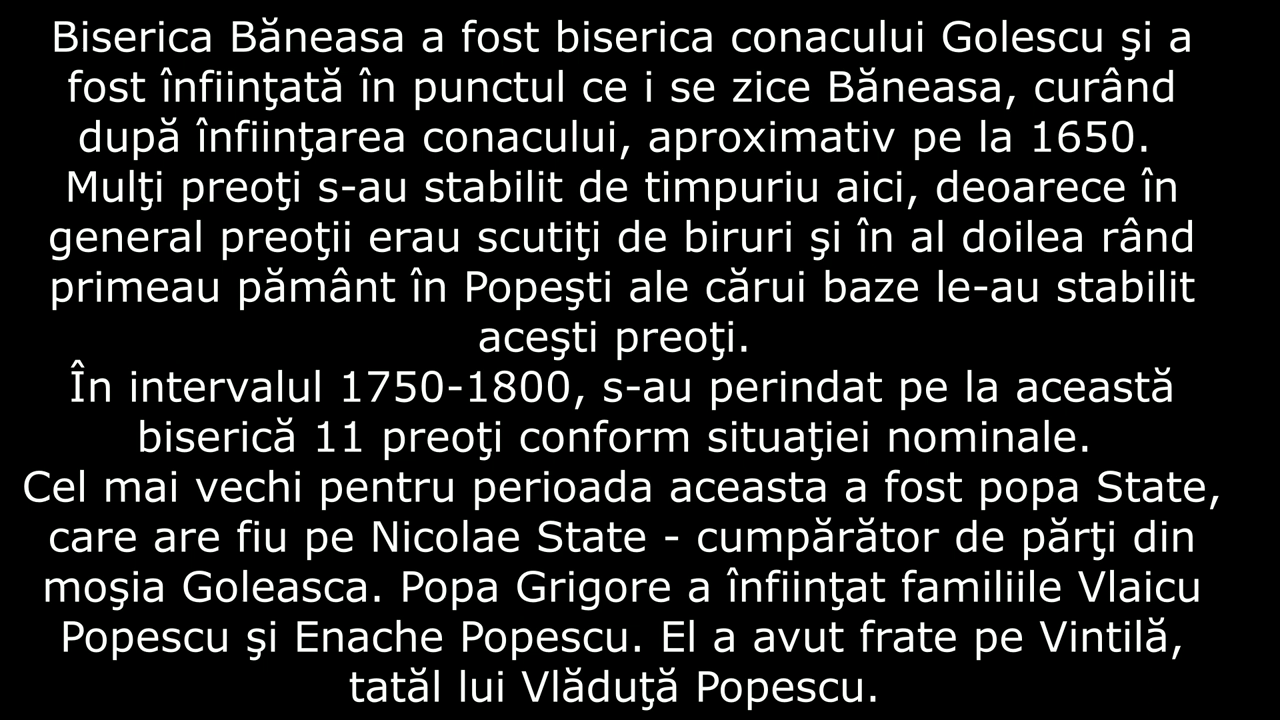 Biserica Băneasa a fost biserica conacului Golescu şi a
fost înfiinţată în punctul ce i se zice Băneasa, curând
după înfiinţarea conacului, aproximativ pe la 1650.
Mulţi preoţi s-au stabilit de timpuriu aici, deoarece în
general preoţii erau scutiţi de biruri şi în al doilea rând
primeau pământ în Popeşti ale cărui baze le-au stabilit
aceşti preoţi.
În intervalul 1750-1800, s-au perindat pe la această
biserică 11 preoţi conform situaţiei nominale.
Cel mai vechi pentru perioada aceasta a fost popa State,
care are fiu pe Nicolae State - cumpărător de părţi din
moşia Goleasca. Popa Grigore a înfiinţat familiile Vlaicu
Popescu şi Enache Popescu. El a avut frate pe Vintilă,
tatăl lui Vlăduţă Popescu.